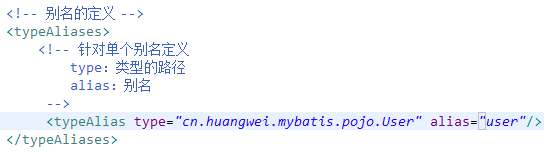 <!-- 别名的定义 -->
<typeAliases>
<!-- 针对单个别名定义
type：类型的路径
alias：别名
-->
<typeAlias type="cn.huangwei.mybatis.pojo.User" alias="user"/>
</typeAliases>